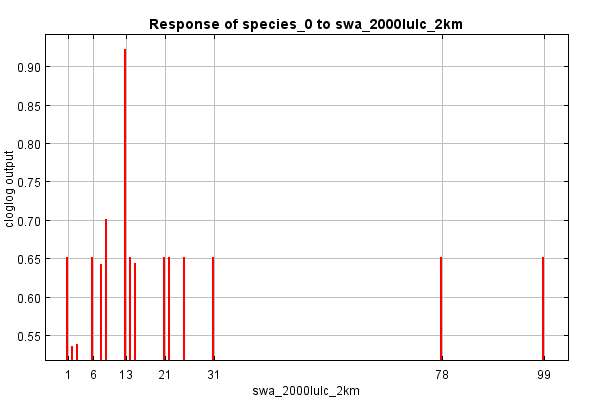 Response of species_0 to swa_2000lulc_2km
0.90
0.85
0.80
0.75
0.70
0.65
0.60
0.55
cloglog output
1 6 13 21 31 78 99
swa_2000lulc_2km